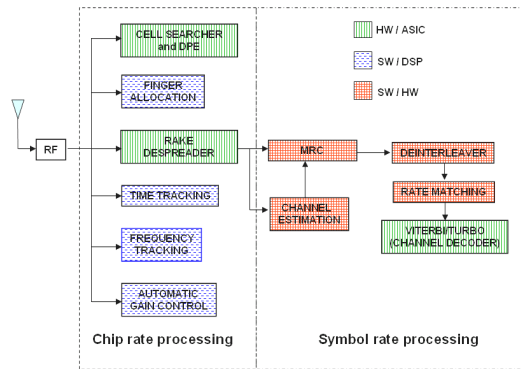 CELL SEARCHER
and DPE
HW / ASIC
FINGER
ALLOCATION
SW / DSP
SW / HW
RF
RAKE
DESPREADER
MRC
DEINTERLEAVER
TIME TRACKING
CHANNEL
ESTIMATION
RATE MATCHING
FREQUENCY
TRACKING
VITERBI/TURBO
(CHANNEL DECODER)
AUTOMATIC
GAIN CONTROL
Chip rate processing
Symbol rate processing